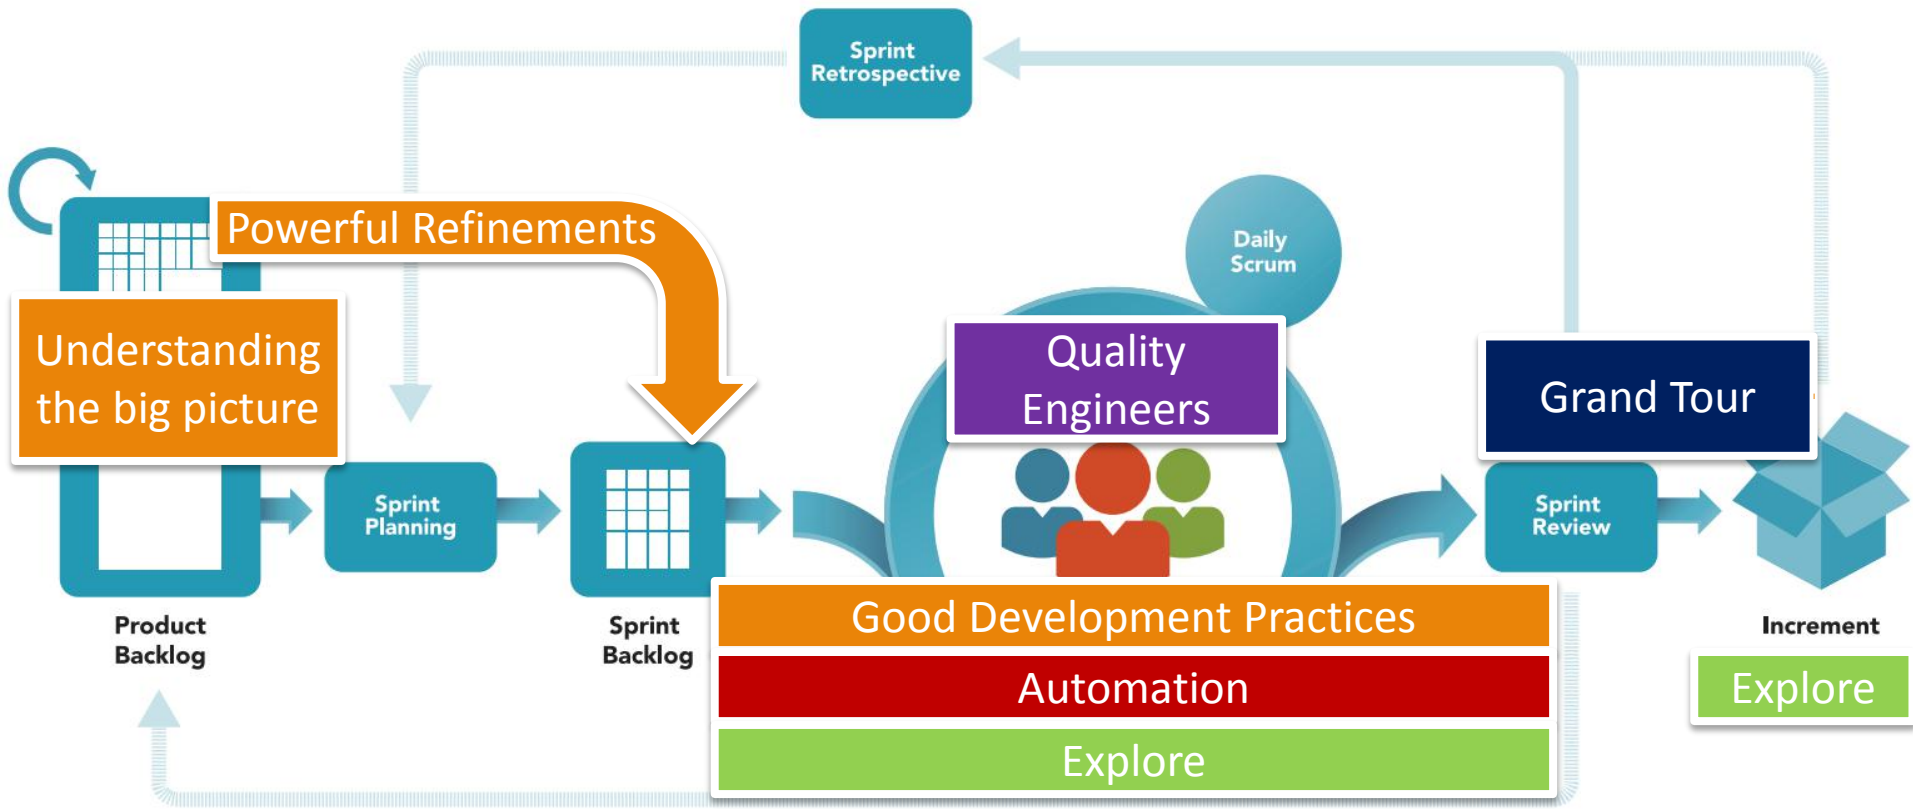 Sprint
Retrospective
Powerful Refinements
Daily
Scrum
Understanding
the big picture
Quality
Engineers
Grand Tour
Sprint
Planning
Sprint
Review
Product
Backlog
Sprint
Backlog
Good Development Practices
Automation
Explore
Increment
Explore